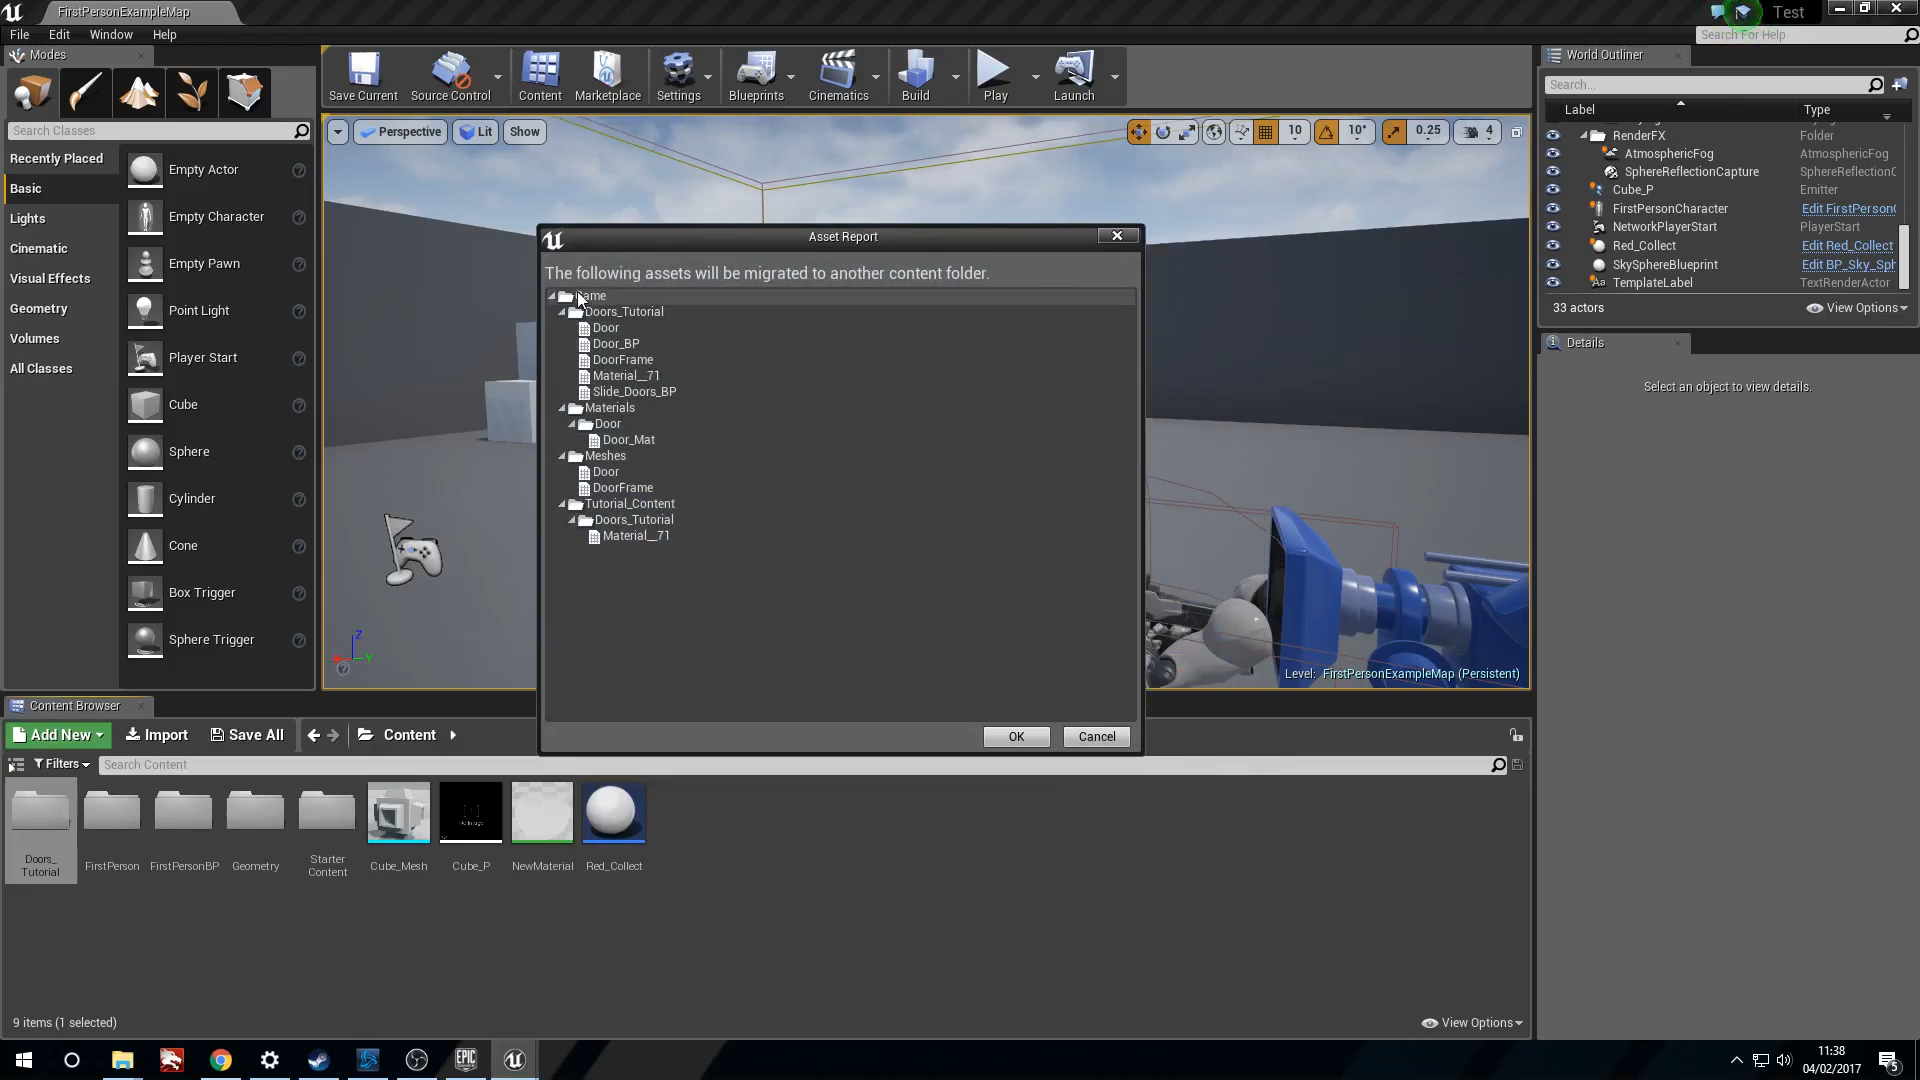 FirstPersonExampleMap
Test
File Edit Window Help
Search For Help
Modes
Search Classes
Recently Placed
Basic
Lights
Cinematic
Visual Effects
Geometry
Volumes
All Classes
Empty Actor
Empty Character
Empty Pawn
Point Light
Player Start
Cube
Sphere
Cylinder
Cone
Box Trigger
Sphere Trigger
Save Current Source Control Content Marketplace Settings Blueprints Cinematics Build Play Launch
Perspective Lit Show
10 10° 0.25 4
Asset Report
The following assets will be migrated to another content folder.
Doors_Tutorial
Door
Door_BP
DoorFrame
Material__71
Slide_Doors_BP
Materials
Door
Door_Mat
Meshes
Door
DoorFrame
Tutorial_Content
Doors_Tutorial
Material__71
OK Cancel
Z
Y
Level: FirstPersonExampleMap (Persistent)
World Outliner
Search...
Label Type
RenderFX Folder
AtmosphericFog AtmosphericFog
SphereReflectionCapture SphereReflectionC
Cube_P Emitter
FirstPersonCharacter Edit FirstPerson(
NetworkPlayerStart PlayerStart
Red_Collect Edit Red_Collect
SkySphereBlueprint Edit BP_Sky_Sph
TemplateLabel TextRenderActor
33 actors View Options
Details
Select an object to view details.
Content Browser
Add New Import Save All Content
Filters Search Content
Doors_
Tutorial
FirstPerson
FirstPersonBP
Geometry
Starter
Content
Cube_Mesh
Cube_P
NewMaterial
Red_Collect
9 items (1 selected)
View Options
EPIC
11:38
04/02/2017
5